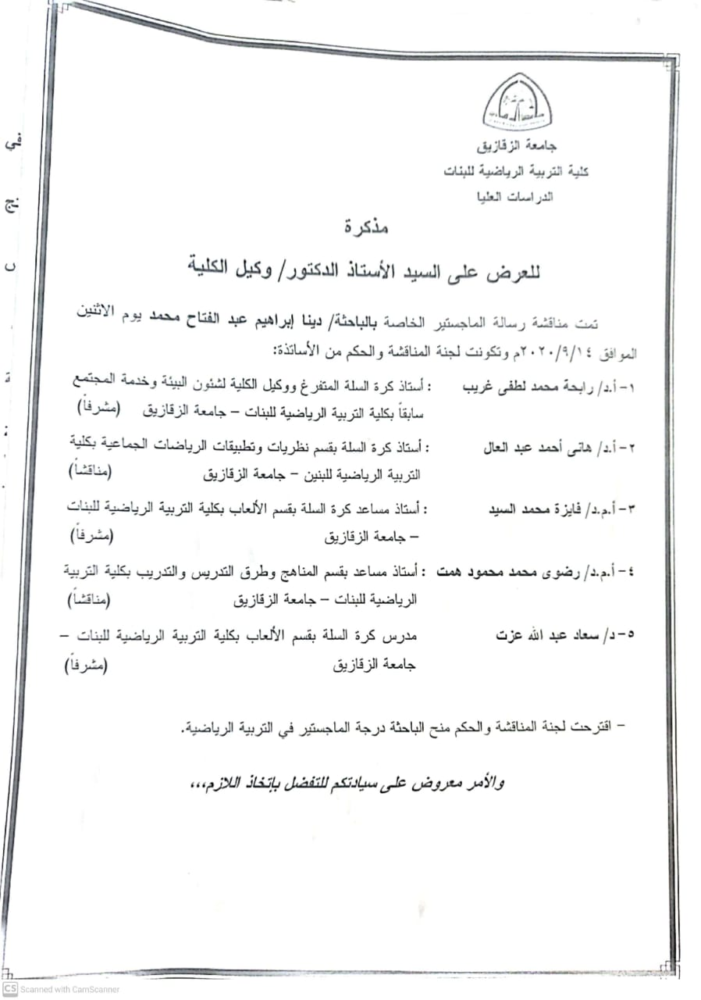 جامعة الزقازيق
كلية التربية الرياضية للبنات
الدراسات العليا
مذكرة
للعرض على السيد الأستاذ الدكتور/ وكيل الكلية
تمت مناقشة رسالة الماجستير الخاصة بالباحثة/ دينا إبراهيم عبد الفتاح محمد يوم الاثنين
الموافق ٢٠٢٠/٩/١٤م وتكونت لجنة المناقشة والحكم من الأساتذة:
١- أ.د/ رابحة محمد لطفى غريب : أستاذ كرة السلة المتفرغ ووكيل الكلية لشئون البيئة وخدمة المجتمع
سابقاً بكلية التربية الرياضية للبنات – جامعة الزقازيق (مشرفاً)
٢- أ.د/ هانى أحمد عبد العال : أستاذ كرة السلة بقسم نظريات وتطبيقات الرياضات الجماعية بكلية
التربية الرياضية للبنين – جامعة الزقازيق (مناقشاً)
٣- أ.م.د/ فايزة محمد السيد : أستاذ مساعد كرة السلة بقسم الألعاب بكلية التربية الرياضية للبنات
– جامعة الزقازيق (مشرفاً)
٤- أ.م.د/ رضوى محمد محمود همت : أستاذ مساعد بقسم المناهج وطرق التدريس والتدريب بكلية التربية
الرياضية للبنات – جامعة الزقازيق (مناقشاً)
٥- د/ سعاد عبد الله عزت مدرس كرة السلة بقسم الألعاب بكلية التربية الرياضية للبنات –
جامعة الزقازيق (مشرفاً)
- اقترحت لجنة المناقشة والحكم منح الباحثة درجة الماجستير في التربية الرياضية.
والأمر معروض على سيادتكم للتفضل بإتخاذ اللازم،،،
CS Scanned with CamScanner